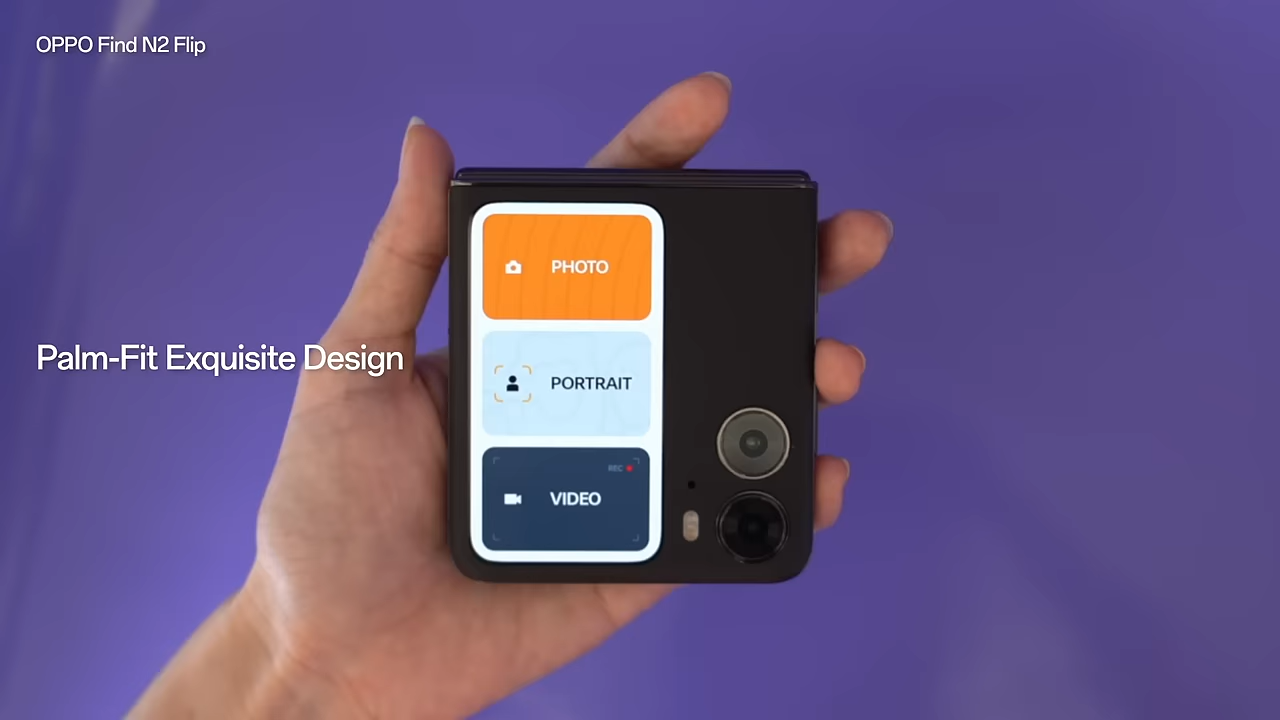 OPPO Find N2 Flip
PHOTO
Palm-Fit Exquisite Design
PORTRAIT
REC
VIDEO